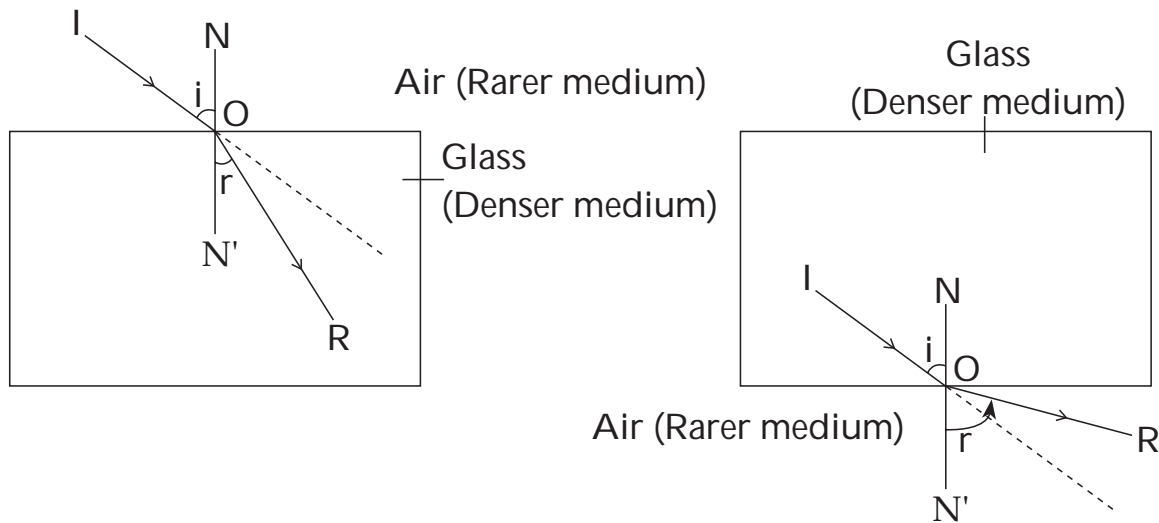 I
N
i
O
Air (Rarer medium)
Glass
(Denser medium)
r
N'
R
Glass
(Denser medium)
I
N
i
O
Air (Rarer medium)
r
R
N'